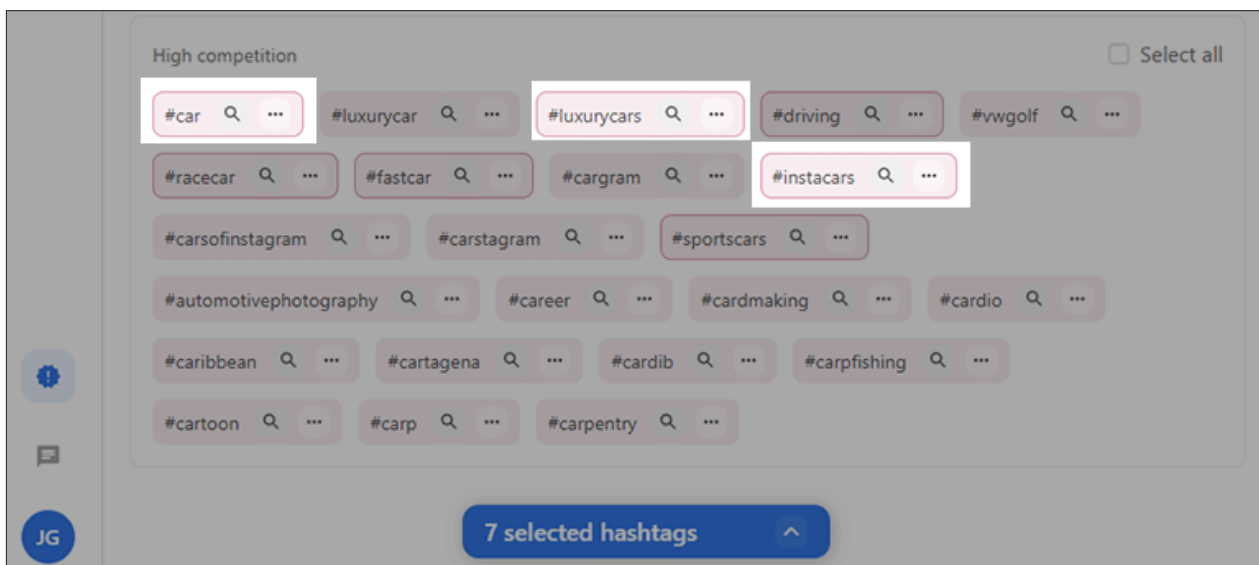 High competition
Select all
#car #luxurycar #luxurycars #driving #vwgolf
#racecar #fastcar #cargram #instacars
#carsofinstagram #carstagram #sportscars
#automotivephotography #career #cardmaking #cardio
#caribbean #cartagena #cardib #carpfishing
#cartoon #carp #carpentry
7 selected hashtags
JG